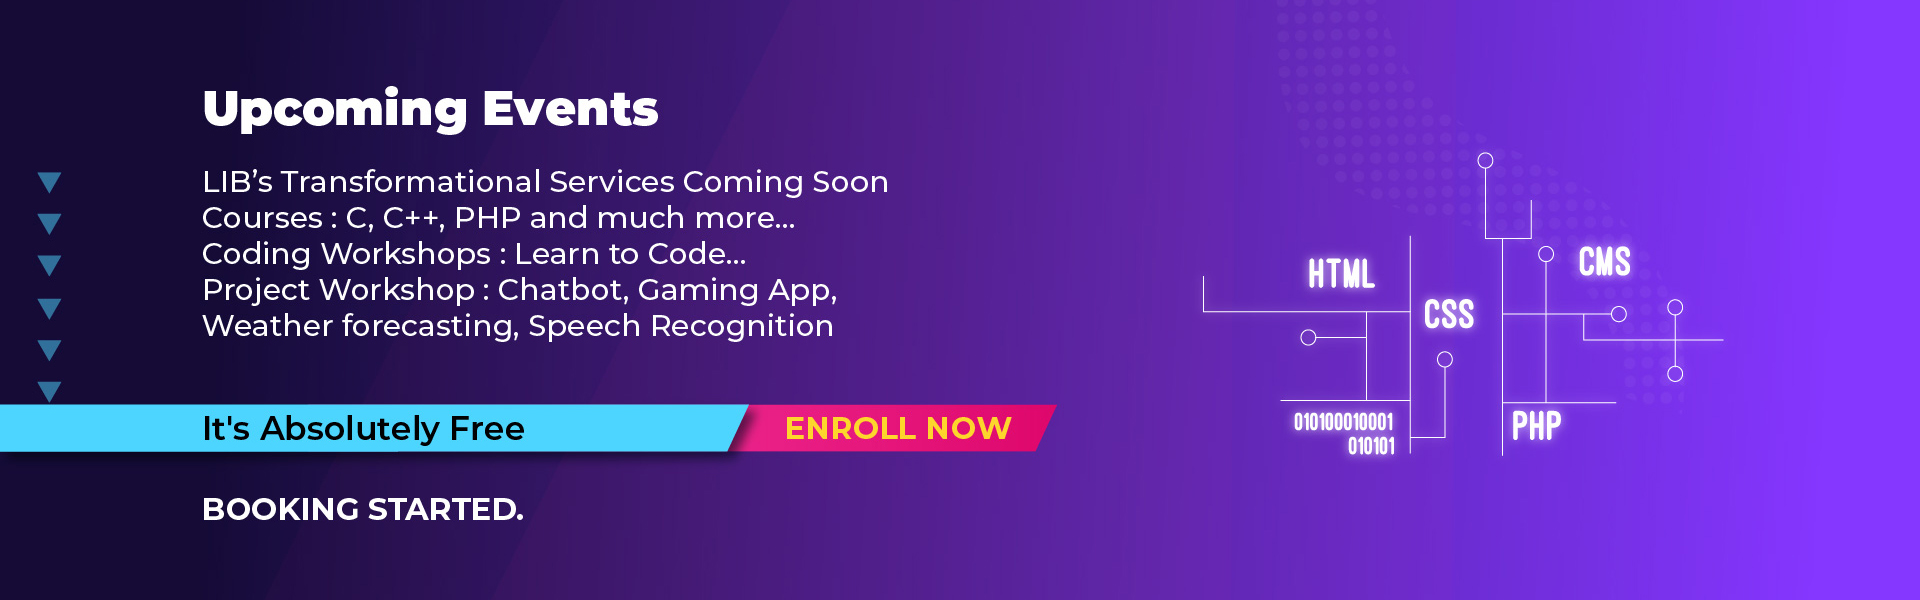 Upcoming Events
LIB’s Transformational Services Coming Soon
Courses : C, C++, PHP and much more...
Coding Workshops : Learn to Code...
Project Workshop : Chatbot, Gaming App,
Weather forecasting, Speech Recognition
It's Absolutely Free
ENROLL NOW
BOOKING STARTED.
HTML
CSS
CMS
010100010001
010101
PHP